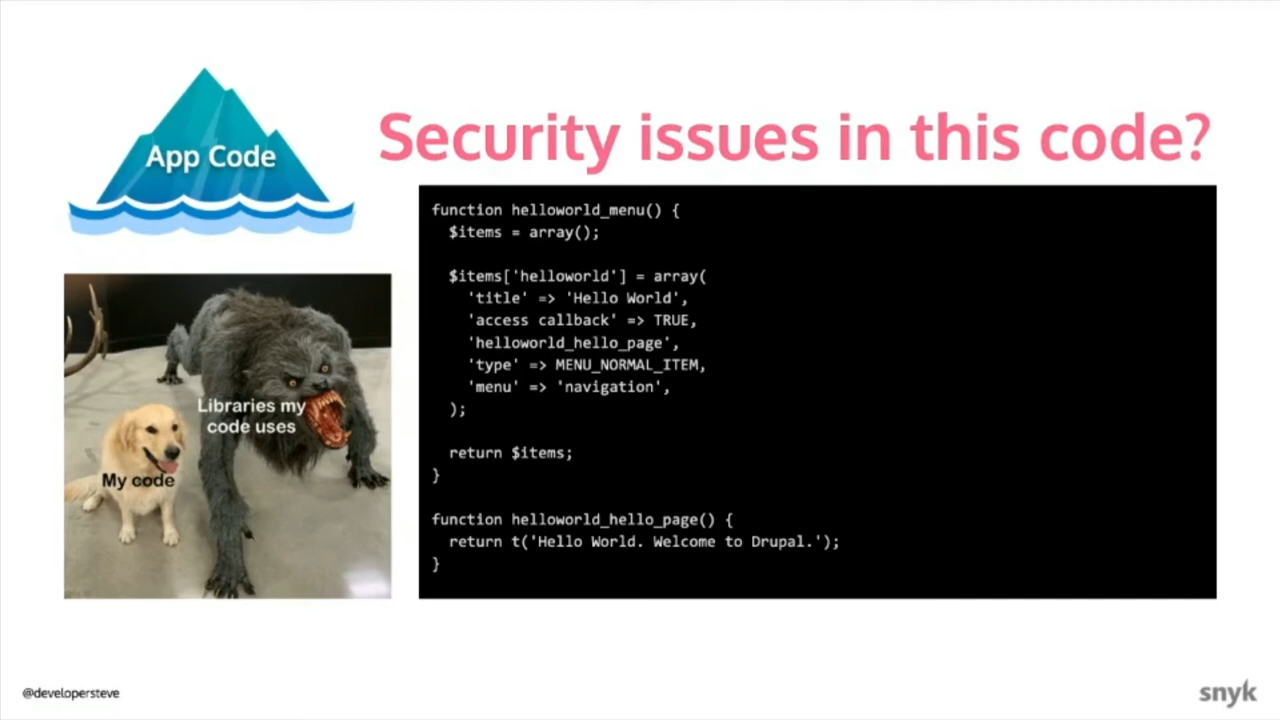 App Code
Security issues in this code?
function helloworld_menu() {
  $items = array();
  $items['helloworld'] = array(
    'title' => 'Hello World',
    'access callback' => TRUE,
    'helloworld_hello_page',
    'type' => MENU_NORMAL_ITEM,
    'menu' => 'navigation',
  );
  return $items;
}
function helloworld_hello_page() {
  return t('Hello World. Welcome to Drupal.');
}
Libraries my
code uses
My code
@developersteve
snyk